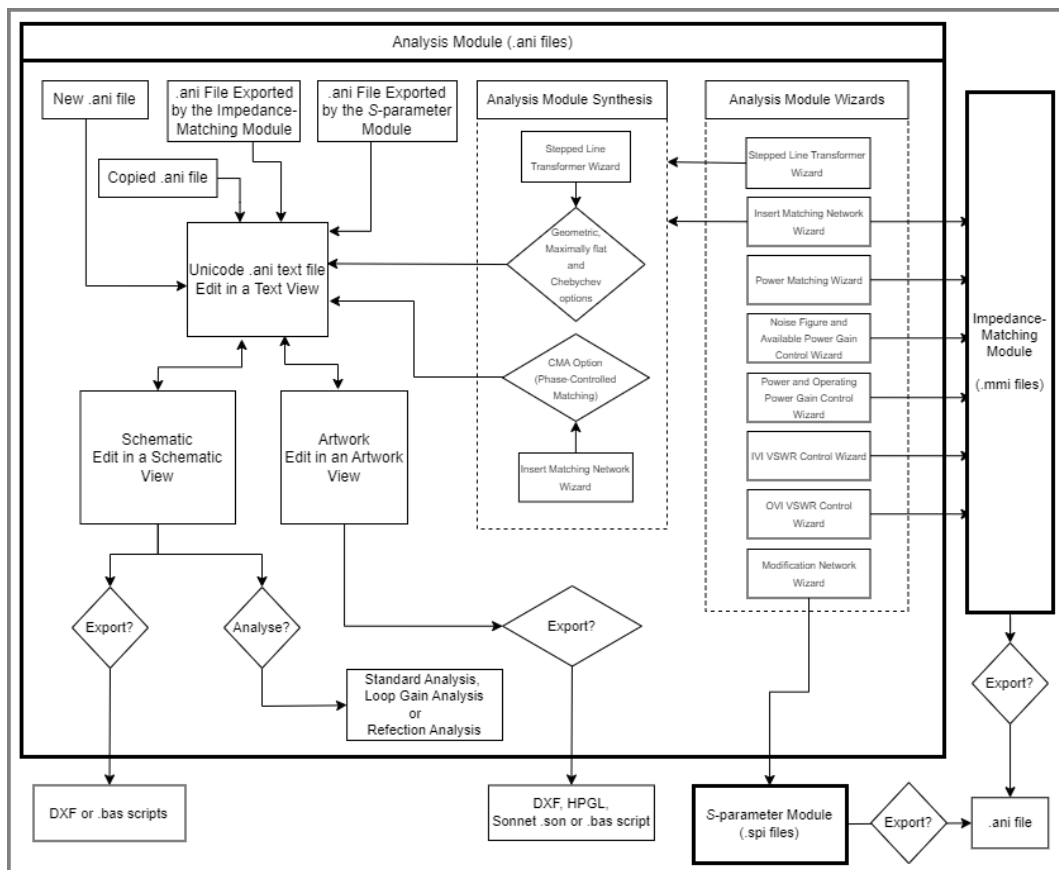 Analysis Module (.ani files)
New .ani file
.ani File Exported
by the Impedance-
Matching Module
.ani File Exported
by the S-parameter
Module
Copied .ani file
Unicode .ani text file
Edit in a Text View
Schematic
Edit in a Schematic
View
Artwork
Edit in an Artwork
View
Export?
Analyse?
Standard Analysis,
Loop Gain Analysis
or
Refection Analysis
Export?
DXF or .bas scripts
DXF, HPGL,
Sonnet .son or .bas script
Analysis Module Synthesis
Stepped Line
Transformer Wizard
Geometric,
Maximally flat
and
Chebychev
options
CMA Option
(Phase-Controlled
Matching)
Insert Matching Network
Wizard
Analysis Module Wizards
Stepped Line Transformer
Wizard
Insert Matching Network
Wizard
Power Matching Wizard
Noise Figure and
Available Power Gain
Control Wizard
Power and Operating
Power Gain Control
Wizard
IVI VSWR Control Wizard
OVI VSWR Control
Wizard
Modification Network
Wizard
Impedance-
Matching
Module
(.mmi files)
Export?
S-parameter Module
(.spi files)
Export?
.ani file